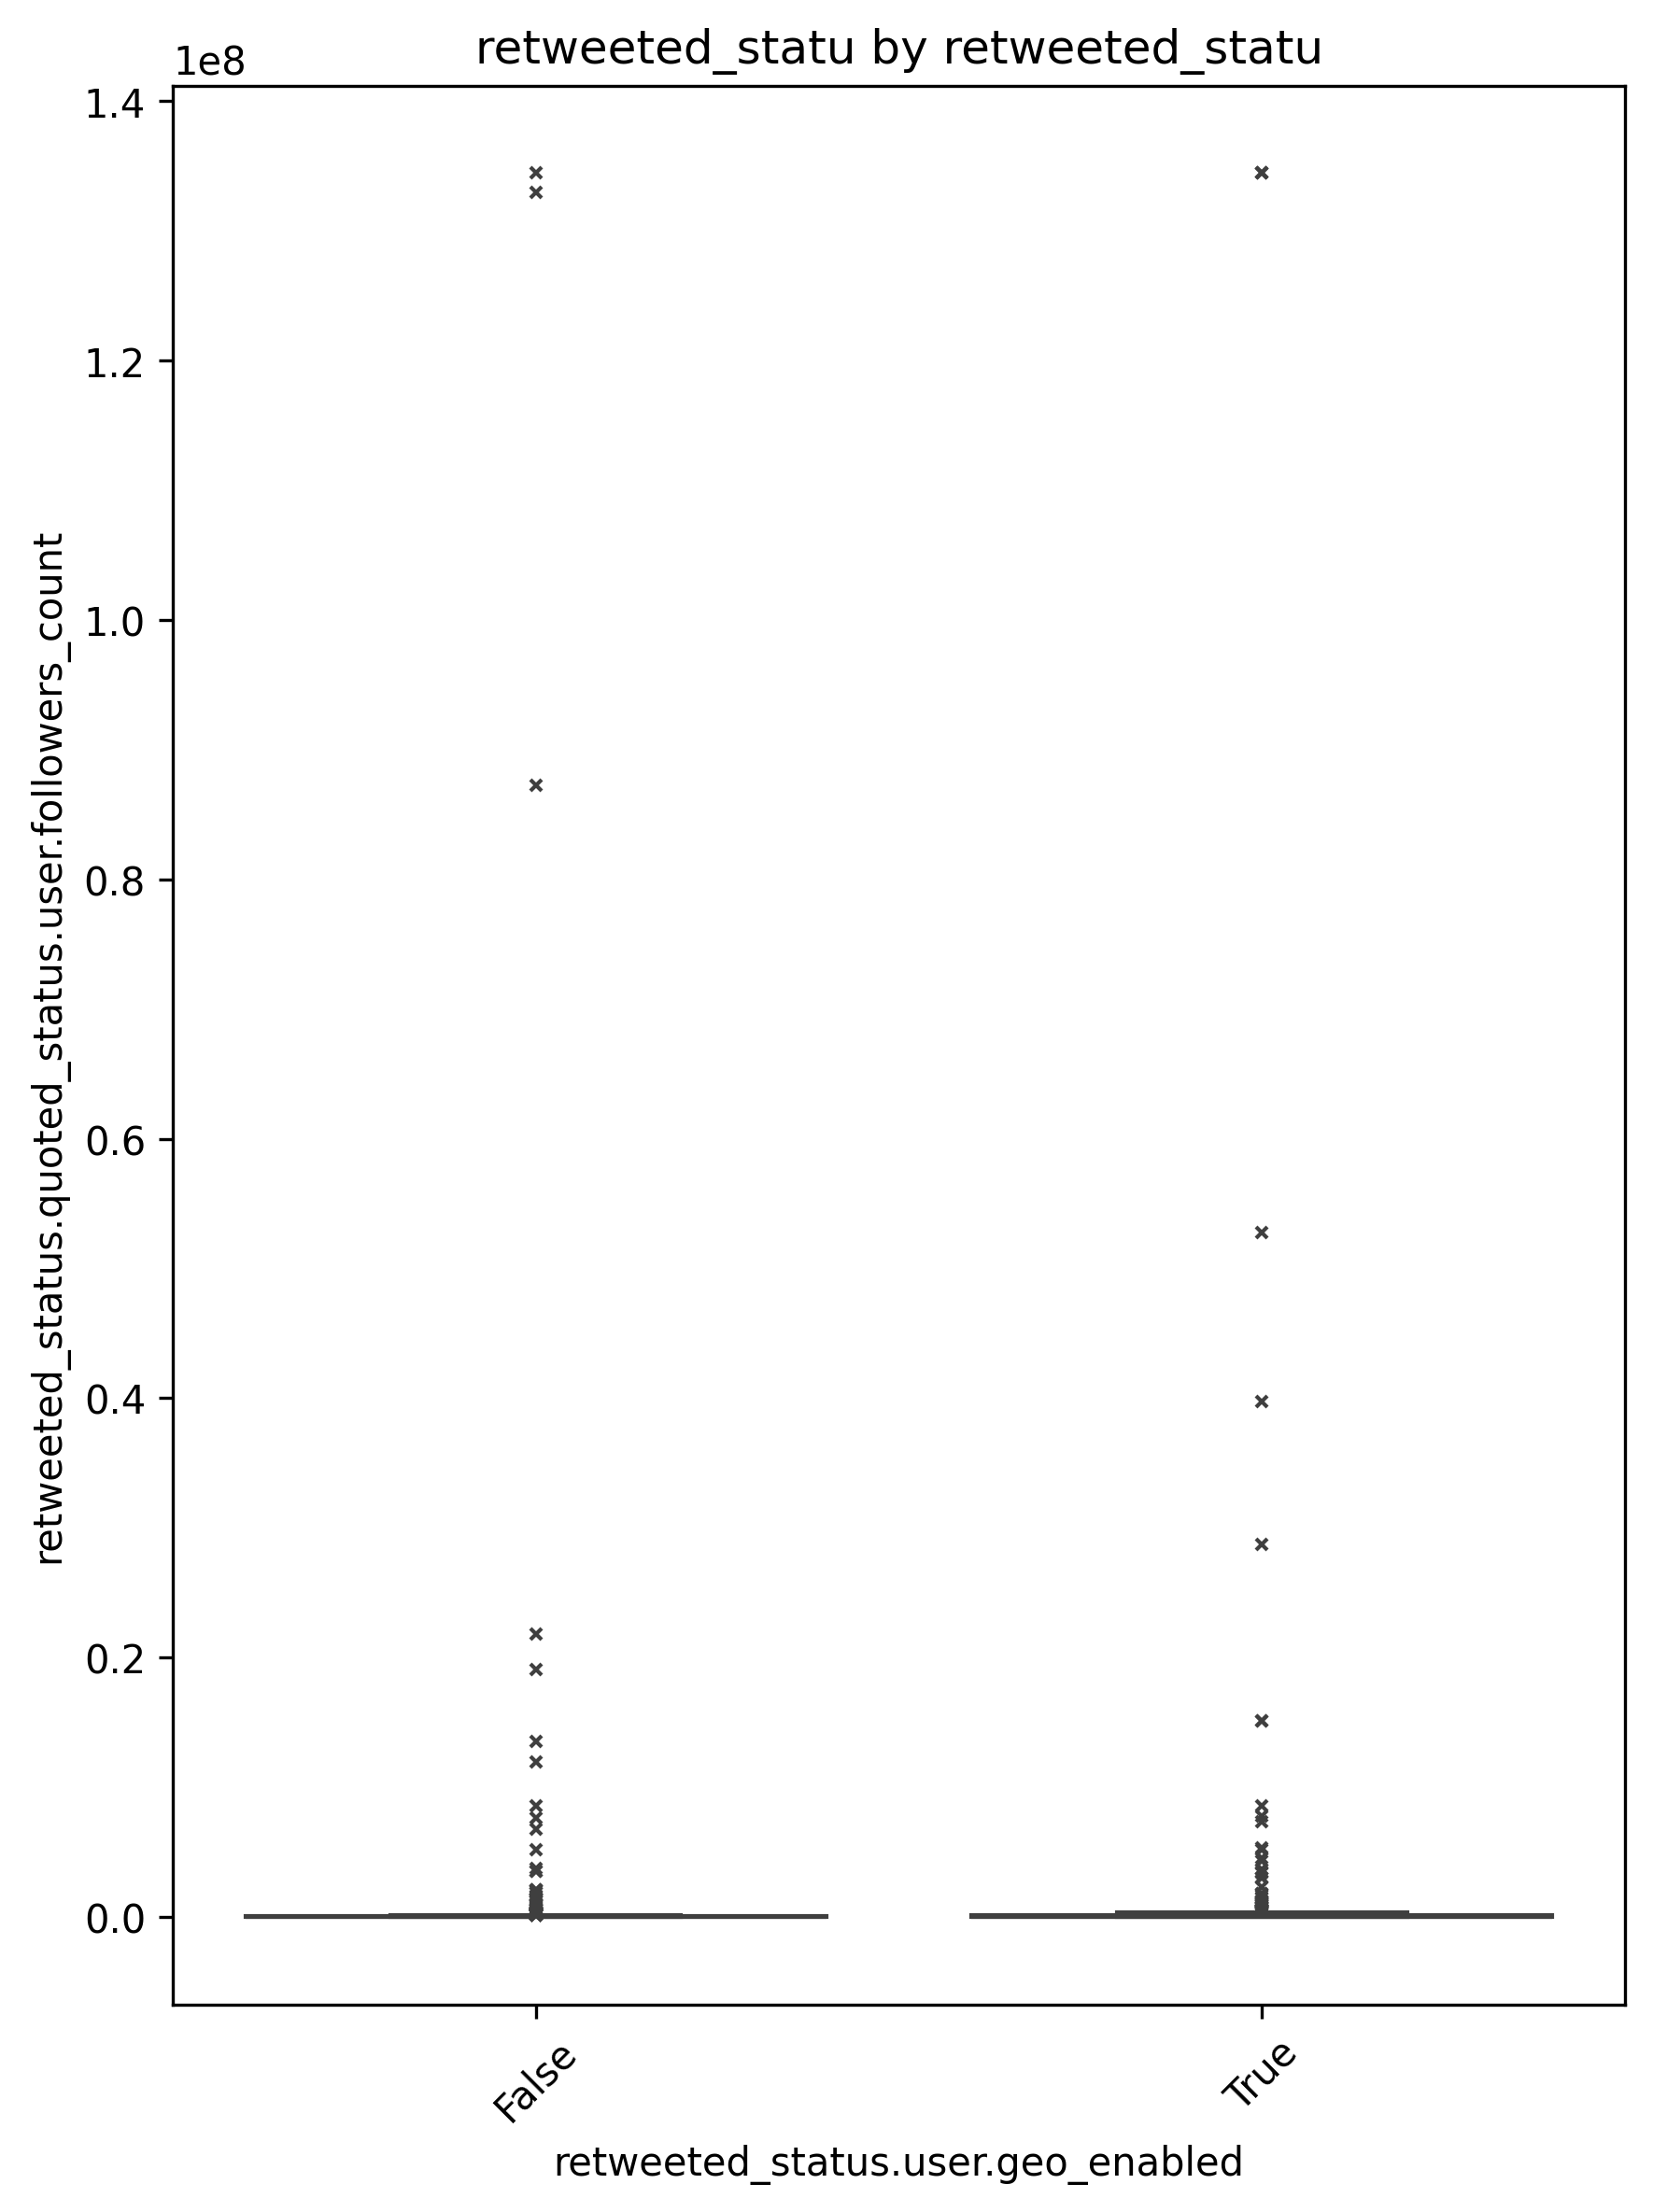 retweeted_statu by retweeted_statu
1e8
1.4
1.2
1.0
0.8
0.6
0.4
0.2
0.0
retweeted_status.quoted_status.user.followers_count
False
True
retweeted_status.user.geo_enabled